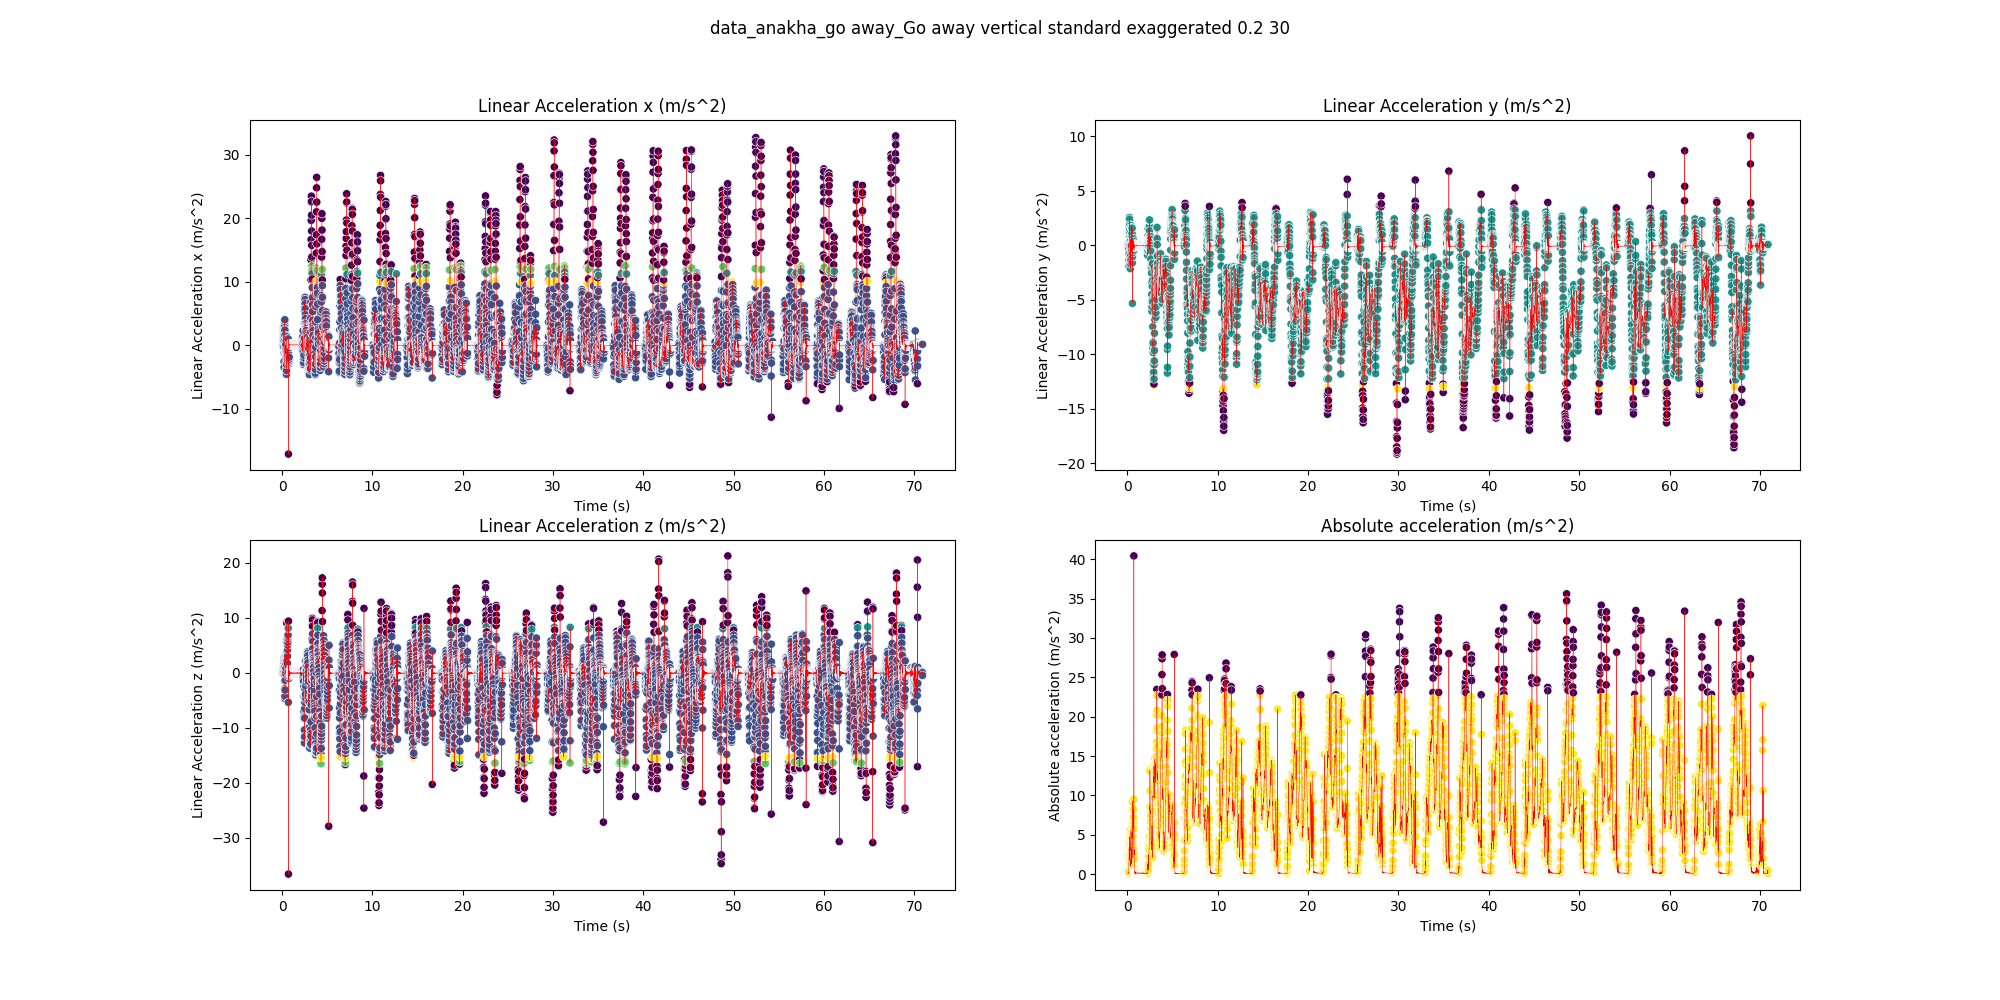 data_anakha_go away_Go away vertical standard exaggerated 0.2 30
Linear Acceleration x (m/s^2)
Linear Acceleration x (m/s^2)
30
20
10
0
−10
0 10 20 30 40 50 60 70
Time (s)
Linear Acceleration y (m/s^2)
Linear Acceleration y (m/s^2)
10
5
0
−5
−10
−15
−20
0 10 20 30 40 50 60 70
Time (s)
Linear Acceleration z (m/s^2)
Linear Acceleration z (m/s^2)
20
10
0
−10
−20
−30
0 10 20 30 40 50 60 70
Time (s)
Absolute acceleration (m/s^2)
Absolute acceleration (m/s^2)
40
35
30
25
20
15
10
5
0
0 10 20 30 40 50 60 70
Time (s)